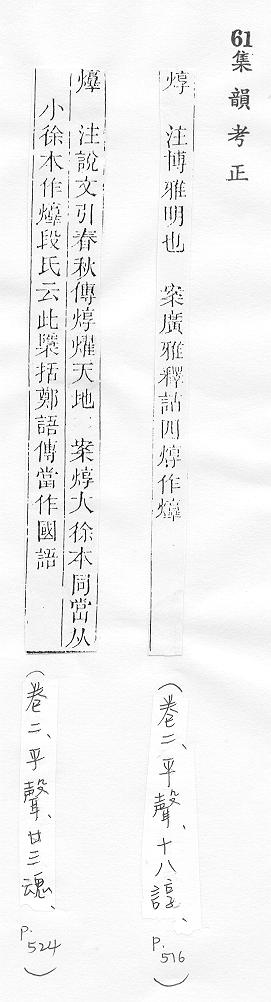 61
集韻考正
焞 注博雅明也 案廣雅釋詁四焞作㷼
(卷二、平聲、十八諄、
P. 516)
㷼 注說文引春秋傳焞燿天地 案焞大徐本同當从
小徐本作㷼段氏云此檃括鄭語傳當作國語
(卷二、平聲、廿三魂、
P. 524)